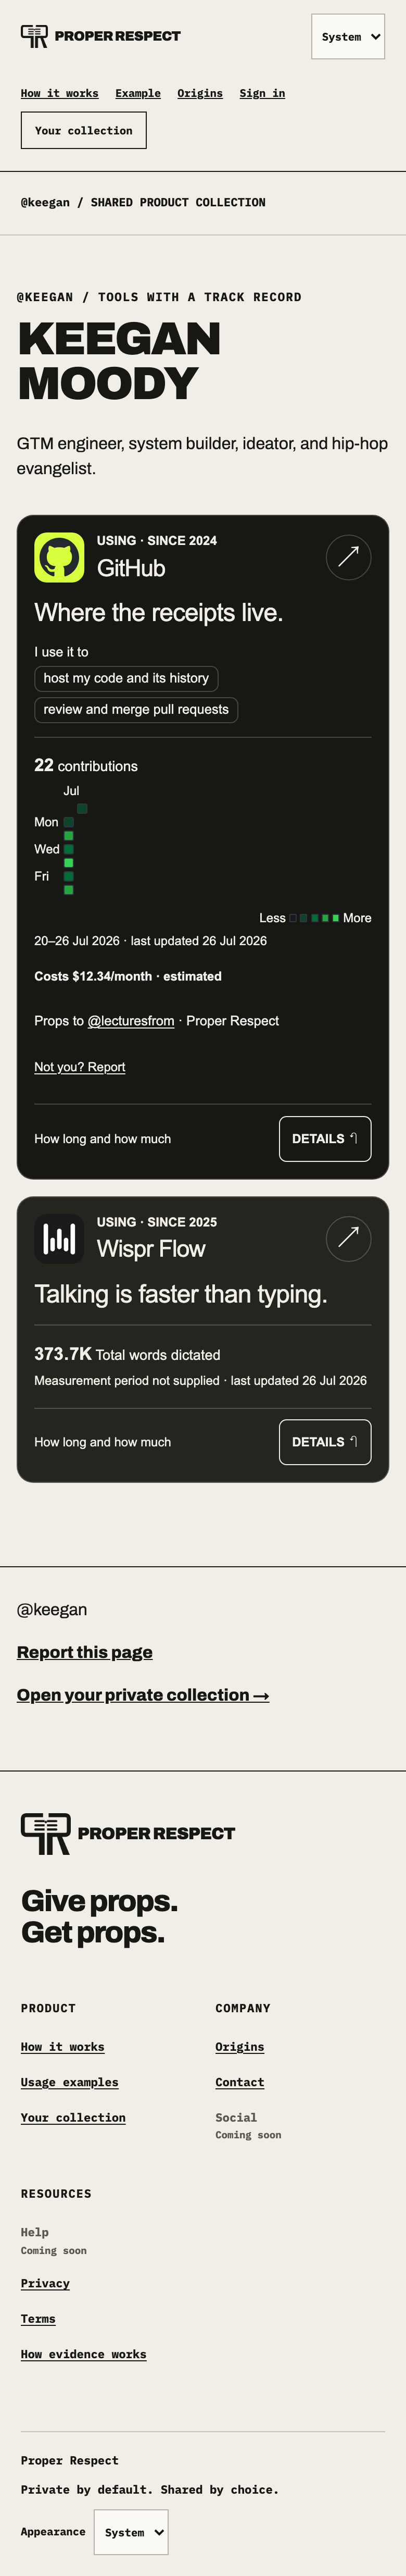 PROPER RESPECT
System
How it works Example Origins Sign in
Your collection
@keegan / SHARED PRODUCT COLLECTION
@KEEGAN / TOOLS WITH A TRACK RECORD
KEEGAN
MOODY
GTM engineer, system builder, ideator, and hip-hop
evangelist.
USING · SINCE 2024
GitHub
Where the receipts live.
I use it to
host my code and its history
review and merge pull requests
22 contributions
Jul
Mon
Wed
Fri
Less More
20–26 Jul 2026 · last updated 26 Jul 2026
Costs $12.34/month · estimated
Props to @lecturesfrom · Proper Respect
Not you? Report
How long and how much
DETAILS
USING · SINCE 2025
Wispr Flow
Talking is faster than typing.
373.7K Total words dictated
Measurement period not supplied · last updated 26 Jul 2026
How long and how much
DETAILS
@keegan
Report this page
Open your private collection →
PROPER RESPECT
Give props.
Get props.
PRODUCT
How it works
Usage examples
Your collection
COMPANY
Origins
Contact
Social
Coming soon
RESOURCES
Help
Coming soon
Privacy
Terms
How evidence works
Proper Respect
Private by default. Shared by choice.
Appearance System